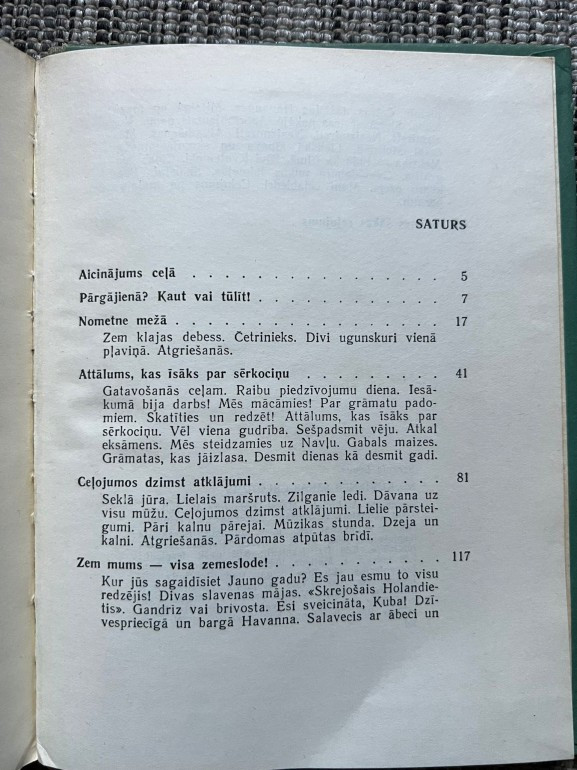 SATURS
Aicinājums ceļā . . . . . . . . . . . . . . . . . 5
Pārgājienā? Kaut vai tūlīt! . . . . . . . . . . . . 7
Nometne mežā . . . . . . . . . . . . . . . . . 17
Zem klajas debess. Četrinieks. Divi ugunskuri vienā
pļaviņā. Atgriešanās.
Attālums, kas īsāks par sērkociņu . . . . . . . . . 41
Gatavošanās ceļam. Raibu piedzīvojumu diena. Iesā-
kumā bija darbs! Mēs mācāmies! Par grāmatu pado-
miem. Skatīties un redzēt! Attālums, kas īsāks par
sērkociņu. Vēl viena gudrība. Sešpadsmit vēju. Atkal
eksāmens. Mēs steidzamies uz Navļu. Gabals maizes.
Grāmatas, kas jāizlasa. Desmit dienas kā desmit gadi.
Ceļojumos dzimst atklājumi . . . . . . . . . . . . 81
Seklā jūra. Lielais maršruts. Zilganie ledi. Dāvana uz
visu mūžu. Ceļojumos dzimst atklājumi. Lielie pārstei-
gumi. Pāri kalnu pārejai. Mūzikas stunda. Dzeja un
kalni. Atgriešanās. Pārdomas atpūtas brīdī.
Zem mums — visa zemeslode! . . . . . . . . . . . 117
Kur jūs sagaidīsiet Jauno gadu? Es jau esmu to visu
redzējis! Divas slavenas mājas. «Skrejošais Holandie-
tis». Gandrīz vai brīvosta. Esi sveicināta, Kuba! Dzī-
vespriecīgā un bargā Havanna. Salavecis ar ābeci un